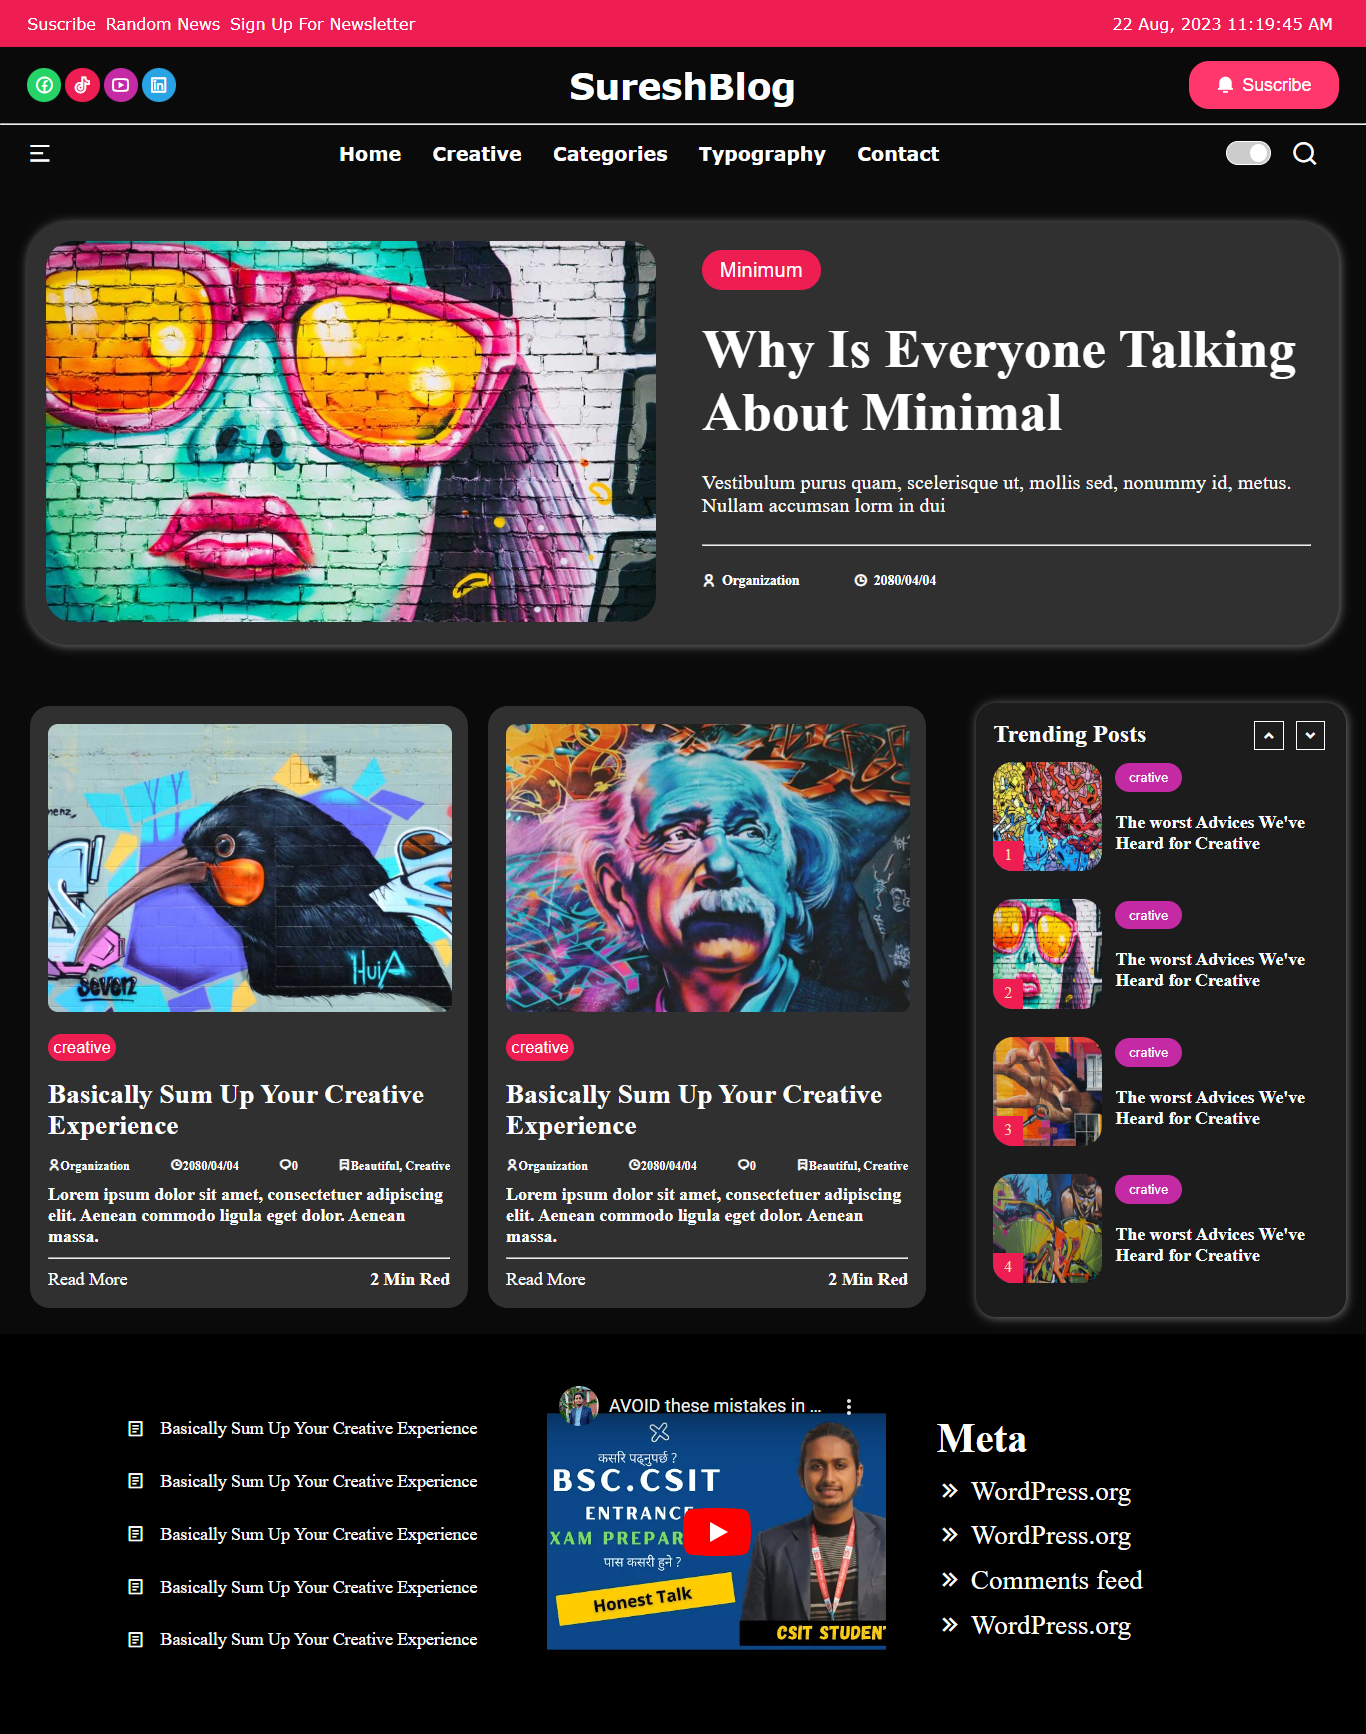 Suscribe Random News Sign Up For Newsletter
22 Aug, 2023 11:19:45 AM
SureshBlog
Suscribe
Home Creative Categories Typography Contact
Minimum
Why Is Everyone Talking
About Minimal
Vestibulum purus quam, scelerisque ut, mollis sed, nonummy id, metus.
Nullam accumsan lorm in dui
Organization 2080/04/04
HuiA
seven
creative
Basically Sum Up Your Creative
Experience
Organization 2080/04/04 0 Beautiful, Creative
Lorem ipsum dolor sit amet, consectetuer adipiscing
elit. Aenean commodo ligula eget dolor. Aenean
massa.
Read More 2 Min Red
creative
Basically Sum Up Your Creative
Experience
Organization 2080/04/04 0 Beautiful, Creative
Lorem ipsum dolor sit amet, consectetuer adipiscing
elit. Aenean commodo ligula eget dolor. Aenean
massa.
Read More 2 Min Red
Trending Posts
crative
The worst Advices We've
Heard for Creative
1
crative
The worst Advices We've
Heard for Creative
2
crative
The worst Advices We've
Heard for Creative
3
crative
The worst Advices We've
Heard for Creative
4
Basically Sum Up Your Creative Experience
Basically Sum Up Your Creative Experience
Basically Sum Up Your Creative Experience
Basically Sum Up Your Creative Experience
Basically Sum Up Your Creative Experience
AVOID these mistakes in ...
कसरि पढ्नुपर्छ ?
BSC.CSIT
ENTRANCE
XAM PREPAR
पास कसरी हुने ?
Honest Talk
CSIT STUDENT
Meta
WordPress.org
WordPress.org
Comments feed
WordPress.org